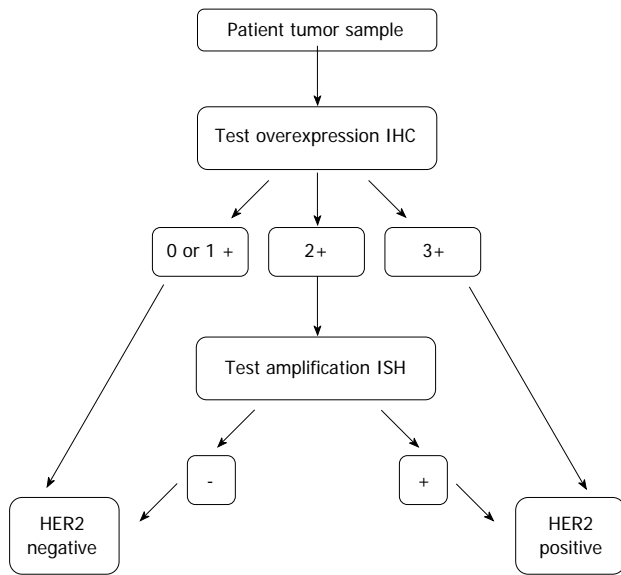 Patient tumor sample
Test overexpression IHC
0 or 1 +
2+
3+
Test amplification ISH
-
+
HER2
negative
HER2
positive